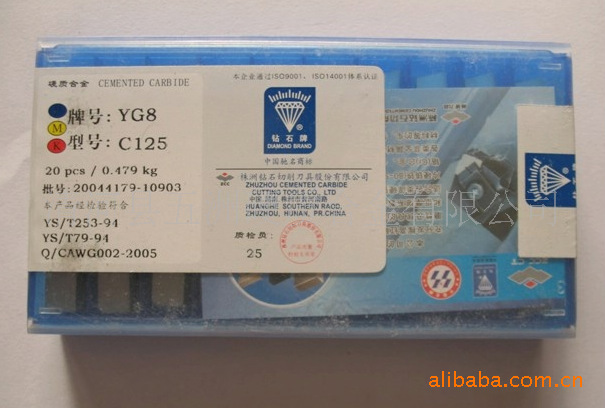 硬质合金 CEMENTED CARBIDE
本企业通过ISO9001、ISO14001体系认证
牌号: YG8
M
型号: C125
K
钻石牌
DIAMOND BRAND
中国驰名商标
20 pcs / 0.479 kg
批号: 20044179-10903
本产品经检验符合
YS/T253-94
YS/T79-94
Q/CAWG002-2005
株洲钻石切削刀具股份有限公司
ZHUZHOU CEMENTED CARBIDE
CUTTING TOOLS CO., LTD
HUANGHE SOUTHERN RAOD,
ZHUZHOU, HUNAN, PR.CHINA
质检员:
25
有限公司
alibaba.com.cn